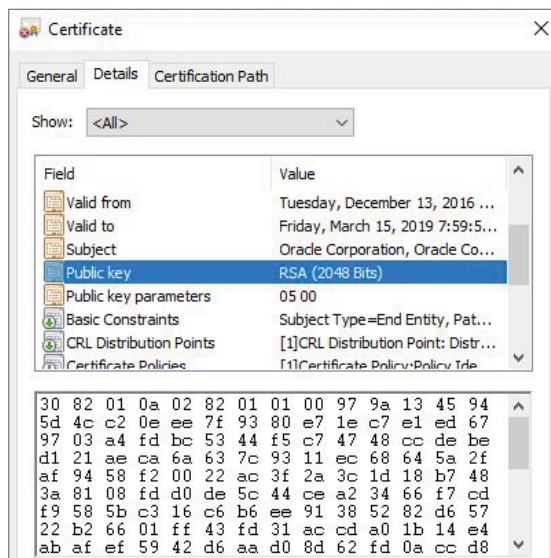 Certificate
General Details Certification Path
Show: <All>
Field Value
Valid from Tuesday, December 13, 2016 ...
Valid to Friday, March 15, 2019 7:59:5...
Subject Oracle Corporation, Oracle Co...
Public key RSA (2048 Bits)
Public key parameters 05 00
Basic Constraints Subject Type=End Entity, Pat...
CRL Distribution Points [1]CRL Distribution Point: Distr...
Certificate Policies [1]Certificate Policy:Policy Ide
30 82 01 0a 02 82 01 01 00 97 9a 13 45 94
5d 4c c2 0e ee 7f 93 80 e7 1e c7 e1 ed 67
97 03 a4 fd bc 53 44 f5 c7 47 48 cc de be
d1 21 ae ca 6a 63 7c 93 11 ec 68 64 5a 2f
af 94 58 f2 00 22 ac 3f 2a 3c 1d 18 b7 48
3a 81 08 fd d0 de 5c 44 ce a2 34 66 f7 cd
f9 58 5b c3 16 c6 b6 ee 91 38 52 82 d6 57
22 b2 66 01 ff 43 fd 31 ac cd a0 1b 14 e4
ab af ef 59 42 d6 aa d0 8d 62 fd 0a cc d8